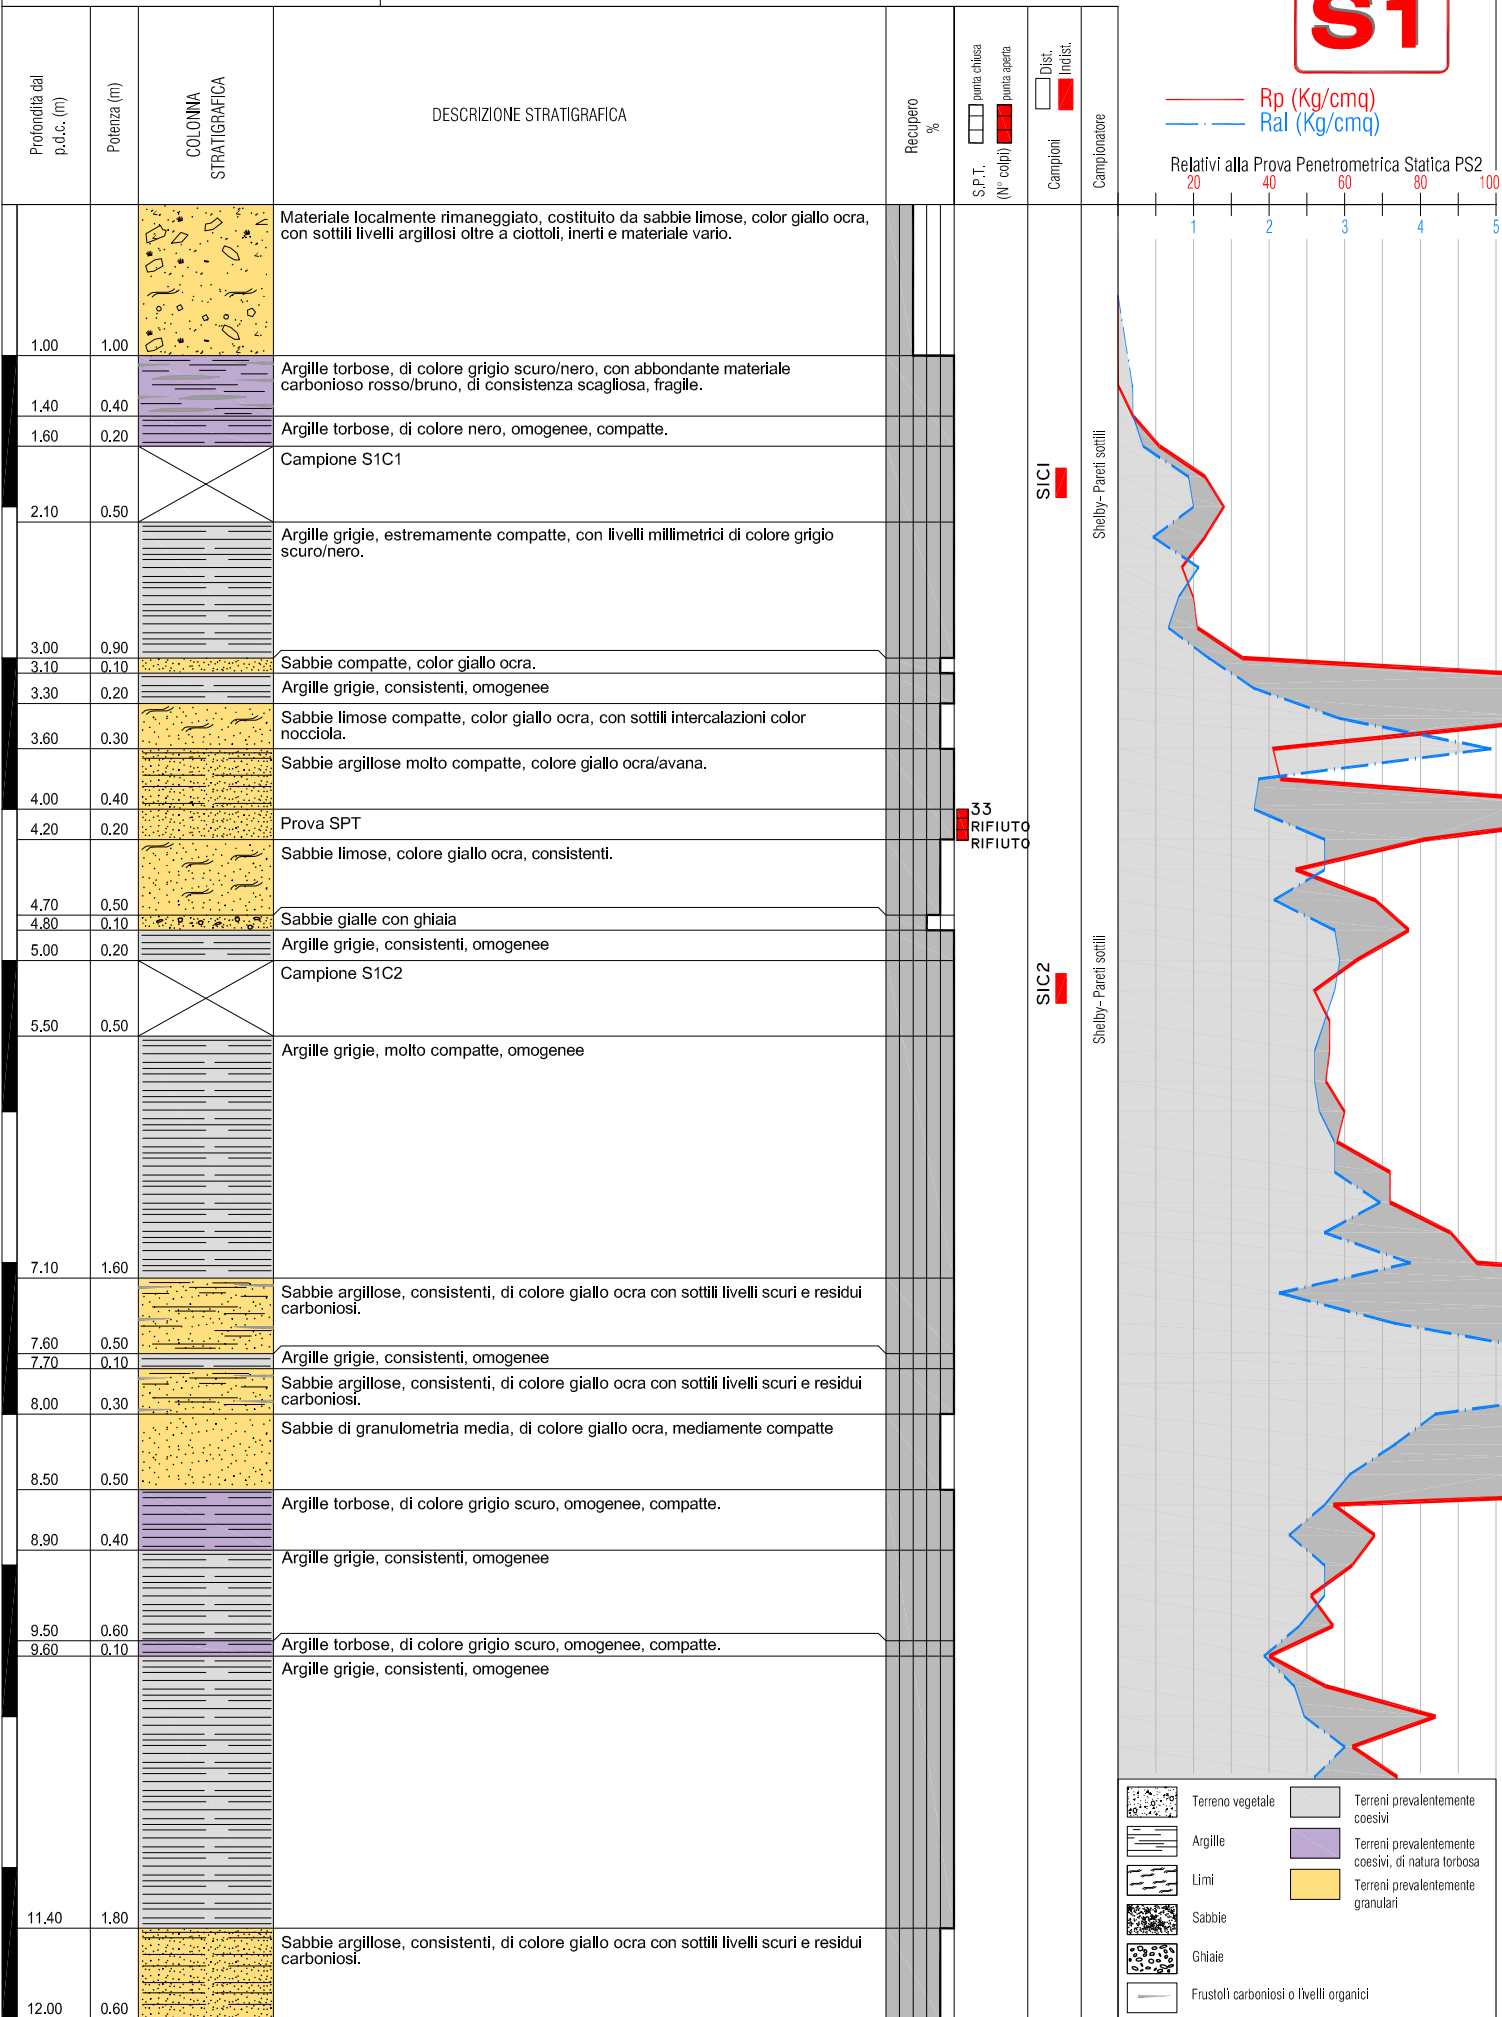 S1
Rp (Kg/cmq)
Ral (Kg/cmq)
Relativi alla Prova Penetrometrica Statica PS2
20 40 60 80 100
1 2 3 4 5
Profondità dal
p.d.c. (m)
Potenza (m)
COLONNA
STRATIGRAFICA
DESCRIZIONE STRATIGRAFICA
Recupero
%
S.P.T.
(N° colpi)
punta chiusa
punta aperta
Campioni
Dist.
Indist.
Campionatore
Materiale localmente rimaneggiato, costituito da sabbie limose, color giallo ocra,
con sottili livelli argillosi oltre a ciottoli, inerti e materiale vario.
1.00 1.00
Argille torbose, di colore grigio scuro/nero, con abbondante materiale
carbonioso rosso/bruno, di consistenza scagliosa, fragile.
1.40 0.40
Argille torbose, di colore nero, omogenee, compatte.
1.60 0.20
Campione S1C1
SIC1
Shelby- Pareti sottili
2.10 0.50
Argille grigie, estremamente compatte, con livelli millimetrici di colore grigio
scuro/nero.
3.00 0.90
Sabbie compatte, color giallo ocra.
3.10 0.10
Argille grigie, consistenti, omogenee
3.30 0.20
Sabbie limose compatte, color giallo ocra, con sottili intercalazioni color
nocciola.
3.60 0.30
Sabbie argillose molto compatte, colore giallo ocra/avana.
4.00 0.40
Prova SPT
33
RIFIUTO
RIFIUTO
4.20 0.20
Sabbie limose, colore giallo ocra, consistenti.
4.70 0.50
Sabbie gialle con ghiaia
4.80 0.10
Argille grigie, consistenti, omogenee
5.00 0.20
Campione S1C2
SIC2
Shelby- Pareti sottili
5.50 0.50
Argille grigie, molto compatte, omogenee
7.10 1.60
Sabbie argillose, consistenti, di colore giallo ocra con sottili livelli scuri e residui
carboniosi.
7.60 0.50
Argille grigie, consistenti, omogenee
7.70 0.10
Sabbie argillose, consistenti, di colore giallo ocra con sottili livelli scuri e residui
carboniosi.
8.00 0.30
Sabbie di granulometria media, di colore giallo ocra, mediamente compatte
8.50 0.50
Argille torbose, di colore grigio scuro, omogenee, compatte.
8.90 0.40
Argille grigie, consistenti, omogenee
9.50 0.60
Argille torbose, di colore grigio scuro, omogenee, compatte.
9.60 0.10
Argille grigie, consistenti, omogenee
11.40 1.80
Sabbie argillose, consistenti, di colore giallo ocra con sottili livelli scuri e residui
carboniosi.
12.00 0.60
Terreno vegetale
Argille
Limi
Sabbie
Ghiaie
Frustoli carboniosi o livelli organici
Terreni prevalentemente
coesivi
Terreni prevalentemente
coesivi, di natura torbosa
Terreni prevalentemente
granulari